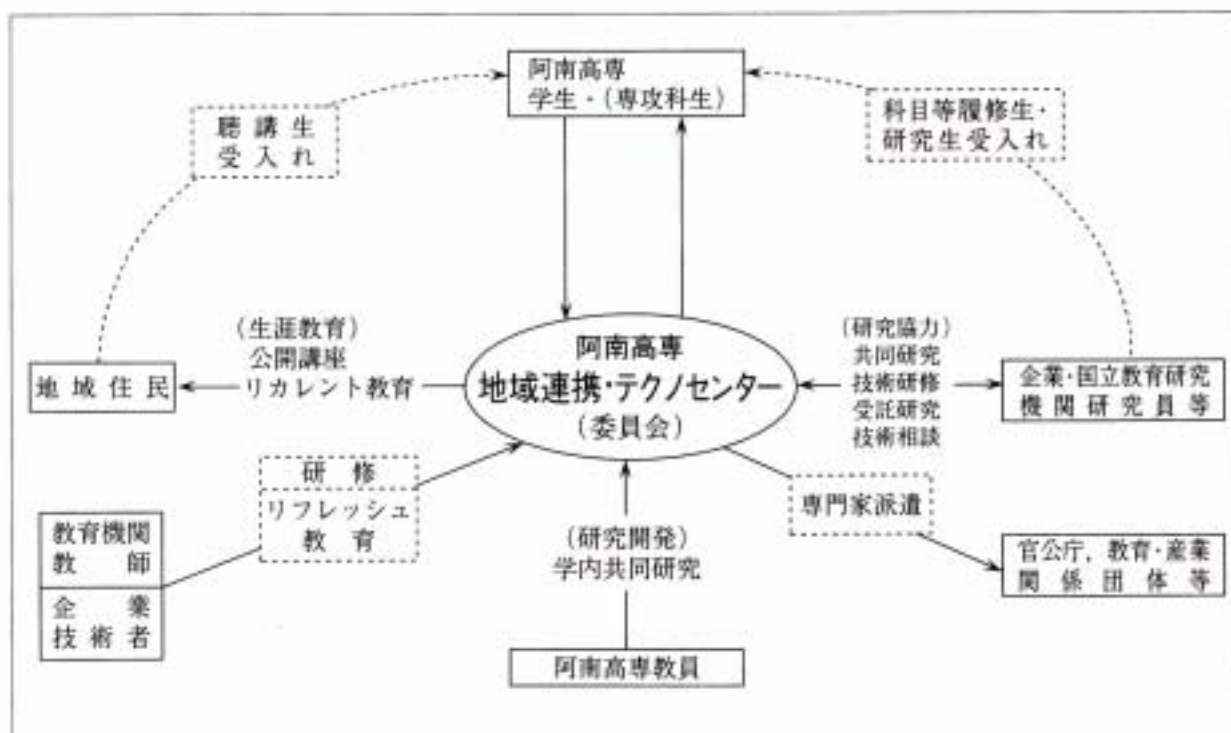 阿南高専
学生・(専攻科生)
聴講生
受入れ
科目等履修生・
研究生受入れ
(生涯教育)
公開講座
リカレント教育
地域住民
阿南高専
地域連携・テクノセンター
(委員会)
(研究協力)
共同研究
技術研修
受託研究
技術相談
企業・国立教育研究
機関研究員等
研修
リフレッシュ
教育
専門家派遣
教育機関
教師
企業
技術者
(研究開発)
学内共同研究
官公庁，教育・産業
関係団体等
阿南高専教員